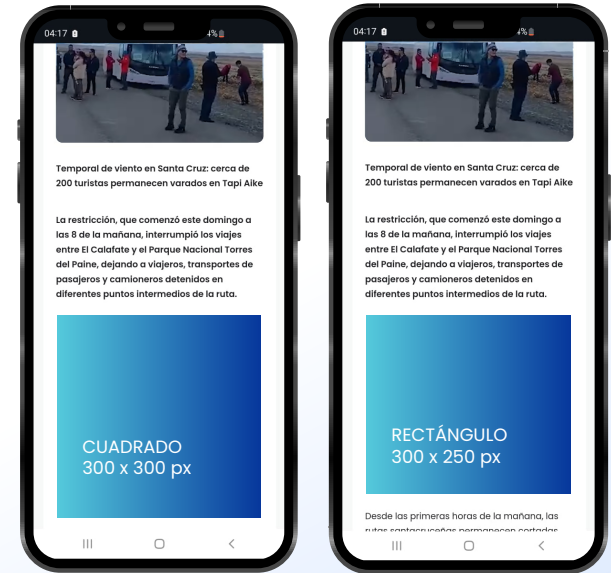 04:17
4%
Temporal de viento en Santa Cruz: cerca de
200 turistas permanecen varados en Tapi Aike
La restricción, que comenzó este domingo a
las 8 de la mañana, interrumpió los viajes
entre El Calafate y el Parque Nacional Torres
del Paine, dejando a viajeros, transportes de
pasajeros y camioneros detenidos en
diferentes puntos intermedios de la ruta.
CUADRADO
300 x 300 px
04:17
4%
Temporal de viento en Santa Cruz: cerca de
200 turistas permanecen varados en Tapi Aike
La restricción, que comenzó este domingo a
las 8 de la mañana, interrumpió los viajes
entre El Calafate y el Parque Nacional Torres
del Paine, dejando a viajeros, transportes de
pasajeros y camioneros detenidos en
diferentes puntos intermedios de la ruta.
RECTÁNGULO
300 x 250 px
Desde las primeras horas de la mañana, las
rutas santacruceñas permanecen cortadas